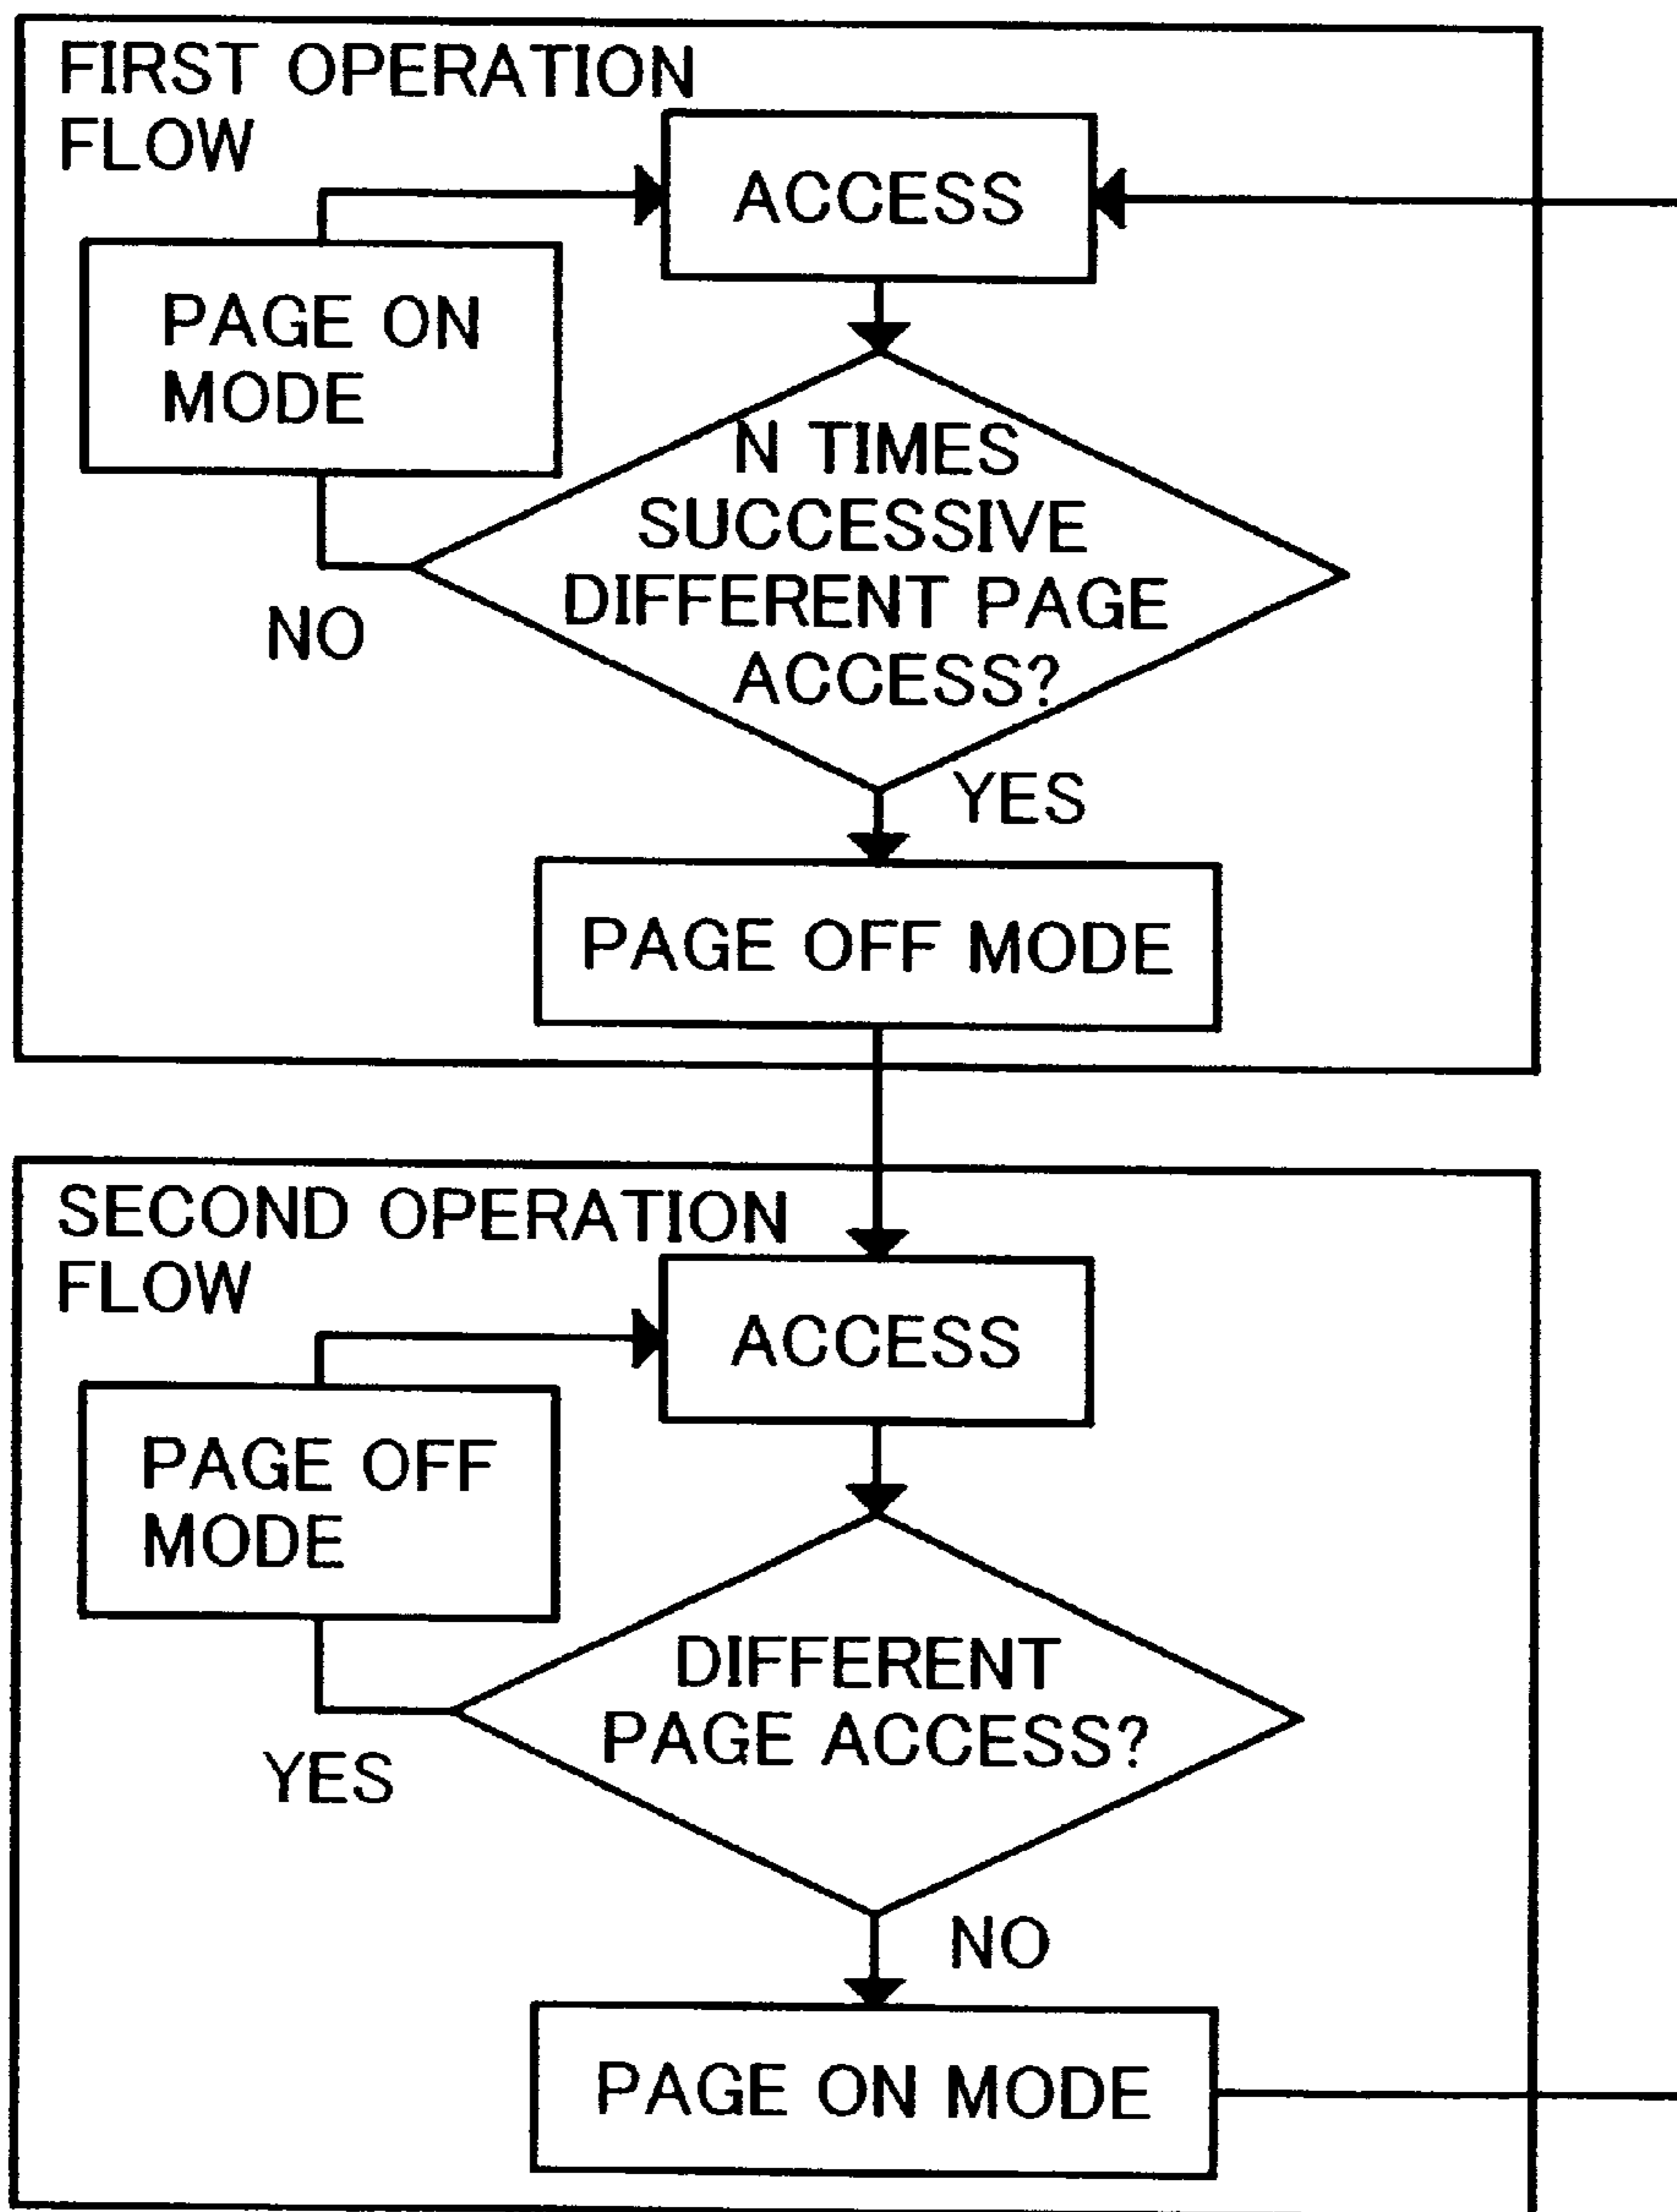 FIRST OPERATION
FLOW
ACCESS
PAGE ON
MODE
N TIMES
SUCCESSIVE
DIFFERENT PAGE
ACCESS?
NO
YES
PAGE OFF MODE
SECOND OPERATION
FLOW
ACCESS
PAGE OFF
MODE
DIFFERENT
PAGE ACCESS?
YES
NO
PAGE ON MODE